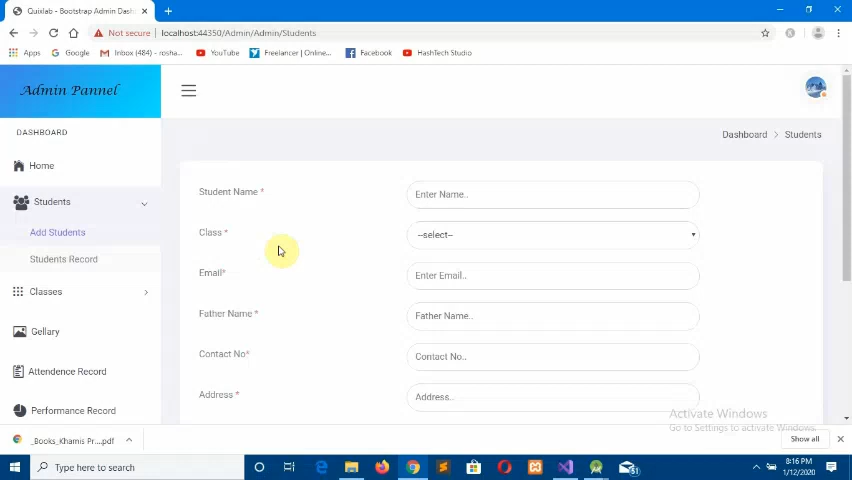 Quixlab - Bootstrap Admin Dash
Not secure | localhost:44350/Admin/Admin/Students
Apps Google Inbox (484) - rosha... YouTube Freelancer | Online... Facebook HashTech Studio
Admin Pannel
DASHBOARD
Dashboard > Students
Home
Students
Add Students
Students Record
Classes
Gellary
Attendence Record
Performance Record
Student Name *
Enter Name..
Class *
--select--
Email*
Enter Email..
Father Name *
Father Name..
Contact No*
Contact No..
Address *
Address..
Activate Windows
Go to Settings to activate Windows.
_Books_Khamis Pr....pdf
Show all
Type here to search
51
8:16 PM
1/12/2020